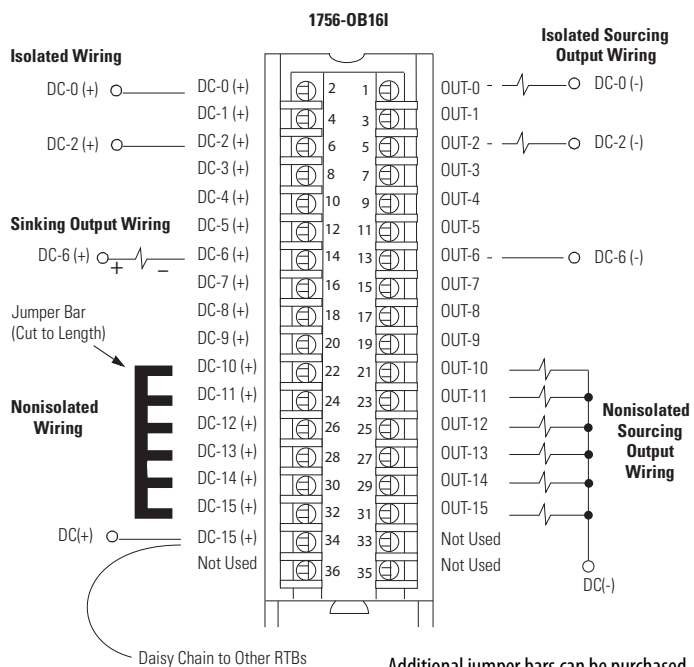 1756-OB16I
Isolated Wiring
Isolated Sourcing
Output Wiring
DC-0 (+) DC-0 (+) 2 1 OUT-0 DC-0 (-)
DC-1 (+) 4 3 OUT-1
DC-2 (+) DC-2 (+) 6 5 OUT-2 DC-2 (-)
DC-3 (+) 8 7 OUT-3
DC-4 (+) 10 9 OUT-4
Sinking Output Wiring
DC-5 (+) 12 11 OUT-5
DC-6 (+) + – DC-6 (+) 14 13 OUT-6 DC-6 (-)
DC-7 (+) 16 15 OUT-7
Jumper Bar
(Cut to Length)
DC-8 (+) 18 17 OUT-8
DC-9 (+) 20 19 OUT-9
DC-10 (+) 22 21 OUT-10
DC-11 (+) 24 23 OUT-11
Nonisolated
Wiring
DC-12 (+) 26 25 OUT-12
DC-13 (+) 28 27 OUT-13
DC-14 (+) 30 29 OUT-14
DC-15 (+) 32 31 OUT-15
Nonisolated
Sourcing
Output
Wiring
DC(+) DC-15 (+) 34 33 Not Used
Not Used 36 35 Not Used
DC(-)
Daisy Chain to Other RTBs
Additional jumper bars can be purchased